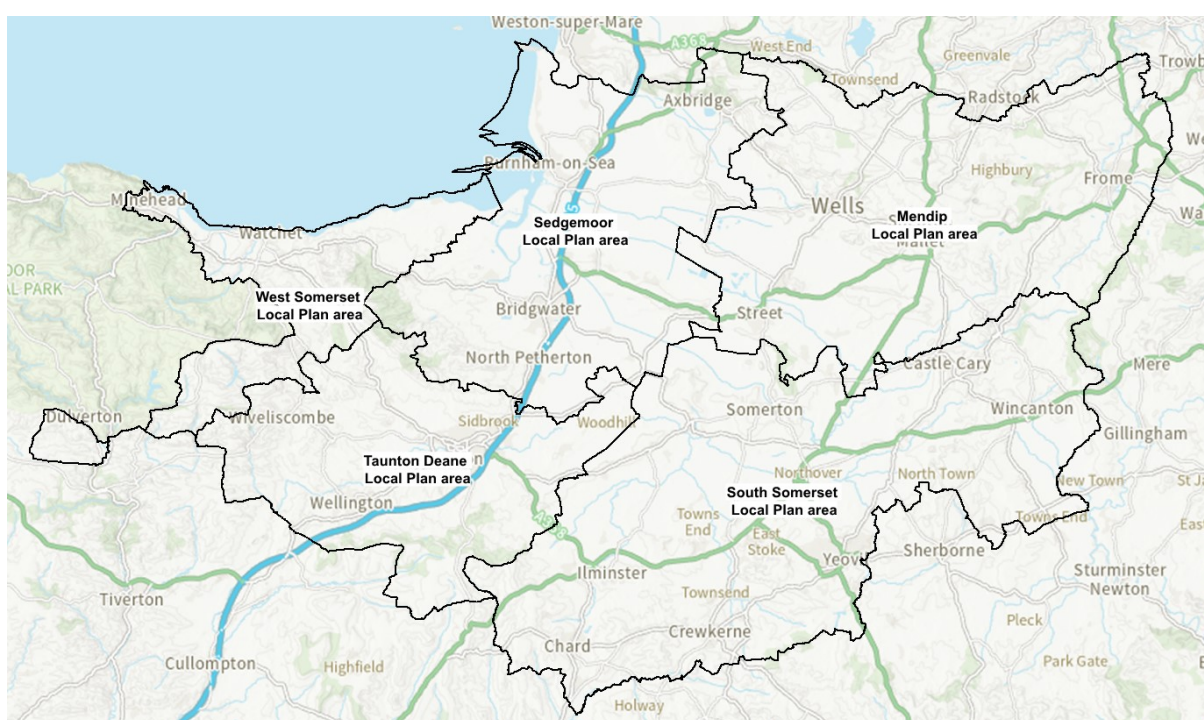 Weston-super-Mare
A368
West End
Greenvale
Trowb
Townsend
Axbridge
Radstock
Burnham-on-Sea
Highbury
Frome
Minehead
Wells
Sedgemoor
Local Plan area
Mendip
Local Plan area
Mallet
Watchet
PARK
West Somerset
Local Plan area
Bridgwater
Street
North Petherton
Castle Cary
Mere
Dulverton
Wiveliscombe
Sidbrook
Woodhill
Somerton
Wincanton
Gillingham
Taunton Deane
Local Plan area
Northover
North Town
New Town
St Ja
Wellington
South Somerset
Local Plan area
Towns
End
East
Stoke
Townsend
Towns End
Yeov
Sherborne
Ilminster
Sturminster
Newton
Tiverton
Pleck
Chard
Crewkerne
Cullompton
Highfield
Park Gate
Holway